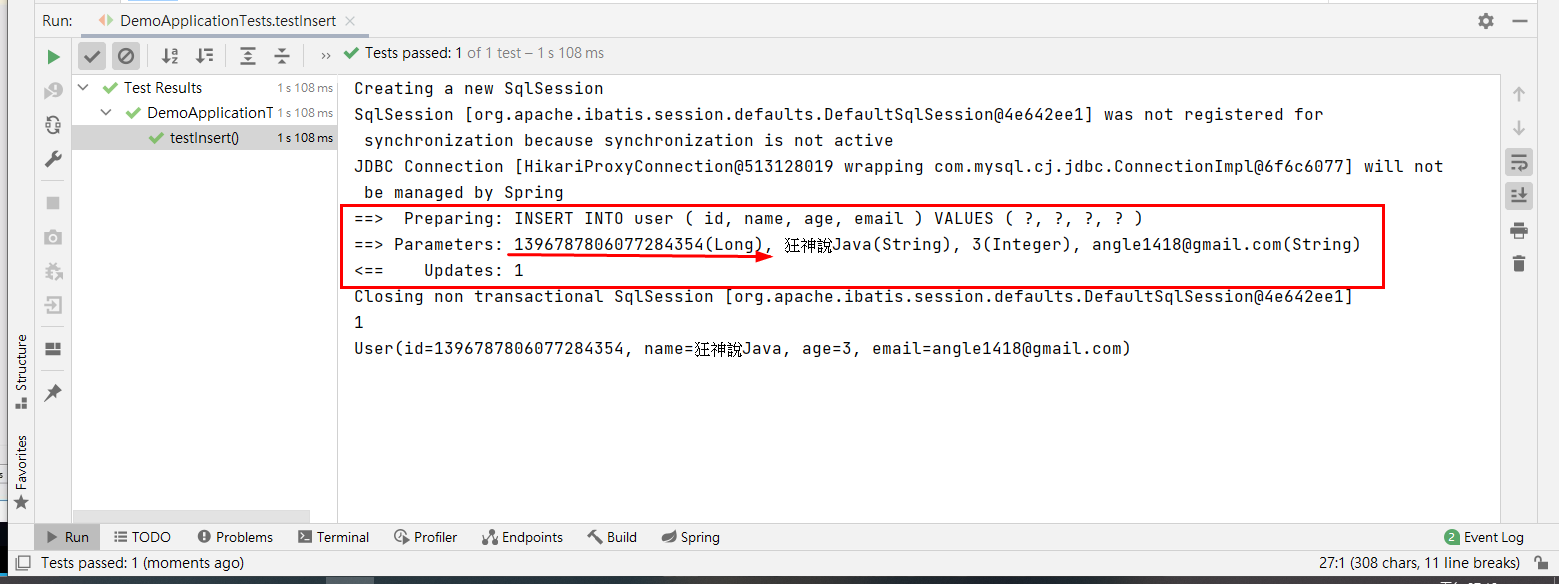 Run: DemoApplicationTests.testInsert
Tests passed: 1 of 1 test – 1 s 108 ms
Test Results 1 s 108 ms
DemoApplicationT 1 s 108 ms
testInsert() 1 s 108 ms
Creating a new SqlSession
SqlSession [org.apache.ibatis.session.defaults.DefaultSqlSession@4e642ee1] was not registered for
synchronization because synchronization is not active
JDBC Connection [HikariProxyConnection@513128019 wrapping com.mysql.cj.jdbc.ConnectionImpl@6f6c6077] will not
be managed by Spring
==>  Preparing: INSERT INTO user ( id, name, age, email ) VALUES ( ?, ?, ?, ? )
==> Parameters: 1396787806077284354(Long), 狂神說Java(String), 3(Integer), angle1418@gmail.com(String)
<==    Updates: 1
Closing non transactional SqlSession [org.apache.ibatis.session.defaults.DefaultSqlSession@4e642ee1]
1
User(id=1396787806077284354, name=狂神說Java, age=3, email=angle1418@gmail.com)
Structure
Favorites
Run TODO Problems Terminal Profiler Endpoints Build Spring 2 Event Log
Tests passed: 1 (moments ago) 27:1 (308 chars, 11 line breaks)